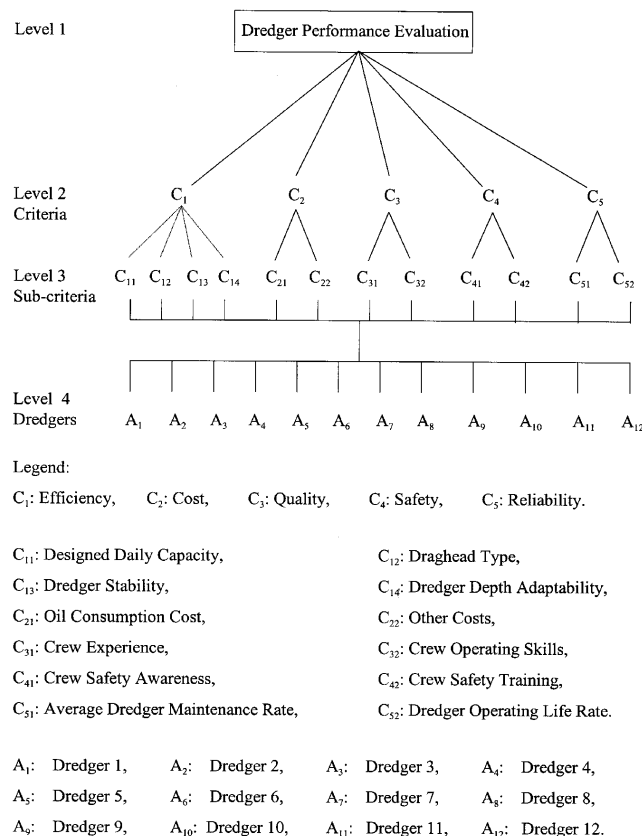 Level 1
Dredger Performance Evaluation
Level 2
Criteria
C₁ C₂ C₃ C₄ C₅
Level 3
Sub-criteria
C₁₁ C₁₂ C₁₃ C₁₄ C₂₁ C₂₂ C₃₁ C₃₂ C₄₁ C₄₂ C₅₁ C₅₂
Level 4
Dredgers
A₁ A₂ A₃ A₄ A₅ A₆ A₇ A₈ A₉ A₁₀ A₁₁ A₁₂
Legend:
C₁: Efficiency, C₂: Cost, C₃: Quality, C₄: Safety, C₅: Reliability.
C₁₁: Designed Daily Capacity, C₁₂: Draghead Type,
C₁₃: Dredger Stability, C₁₄: Dredger Depth Adaptability,
C₂₁: Oil Consumption Cost, C₂₂: Other Costs,
C₃₁: Crew Experience, C₃₂: Crew Operating Skills,
C₄₁: Crew Safety Awareness, C₄₂: Crew Safety Training,
C₅₁: Average Dredger Maintenance Rate, C₅₂: Dredger Operating Life Rate.
A₁: Dredger 1, A₂: Dredger 2, A₃: Dredger 3, A₄: Dredger 4,
A₅: Dredger 5, A₆: Dredger 6, A₇: Dredger 7, A₈: Dredger 8,
A₉: Dredger 9, A₁₀: Dredger 10, A₁₁: Dredger 11, A₁₂: Dredger 12.